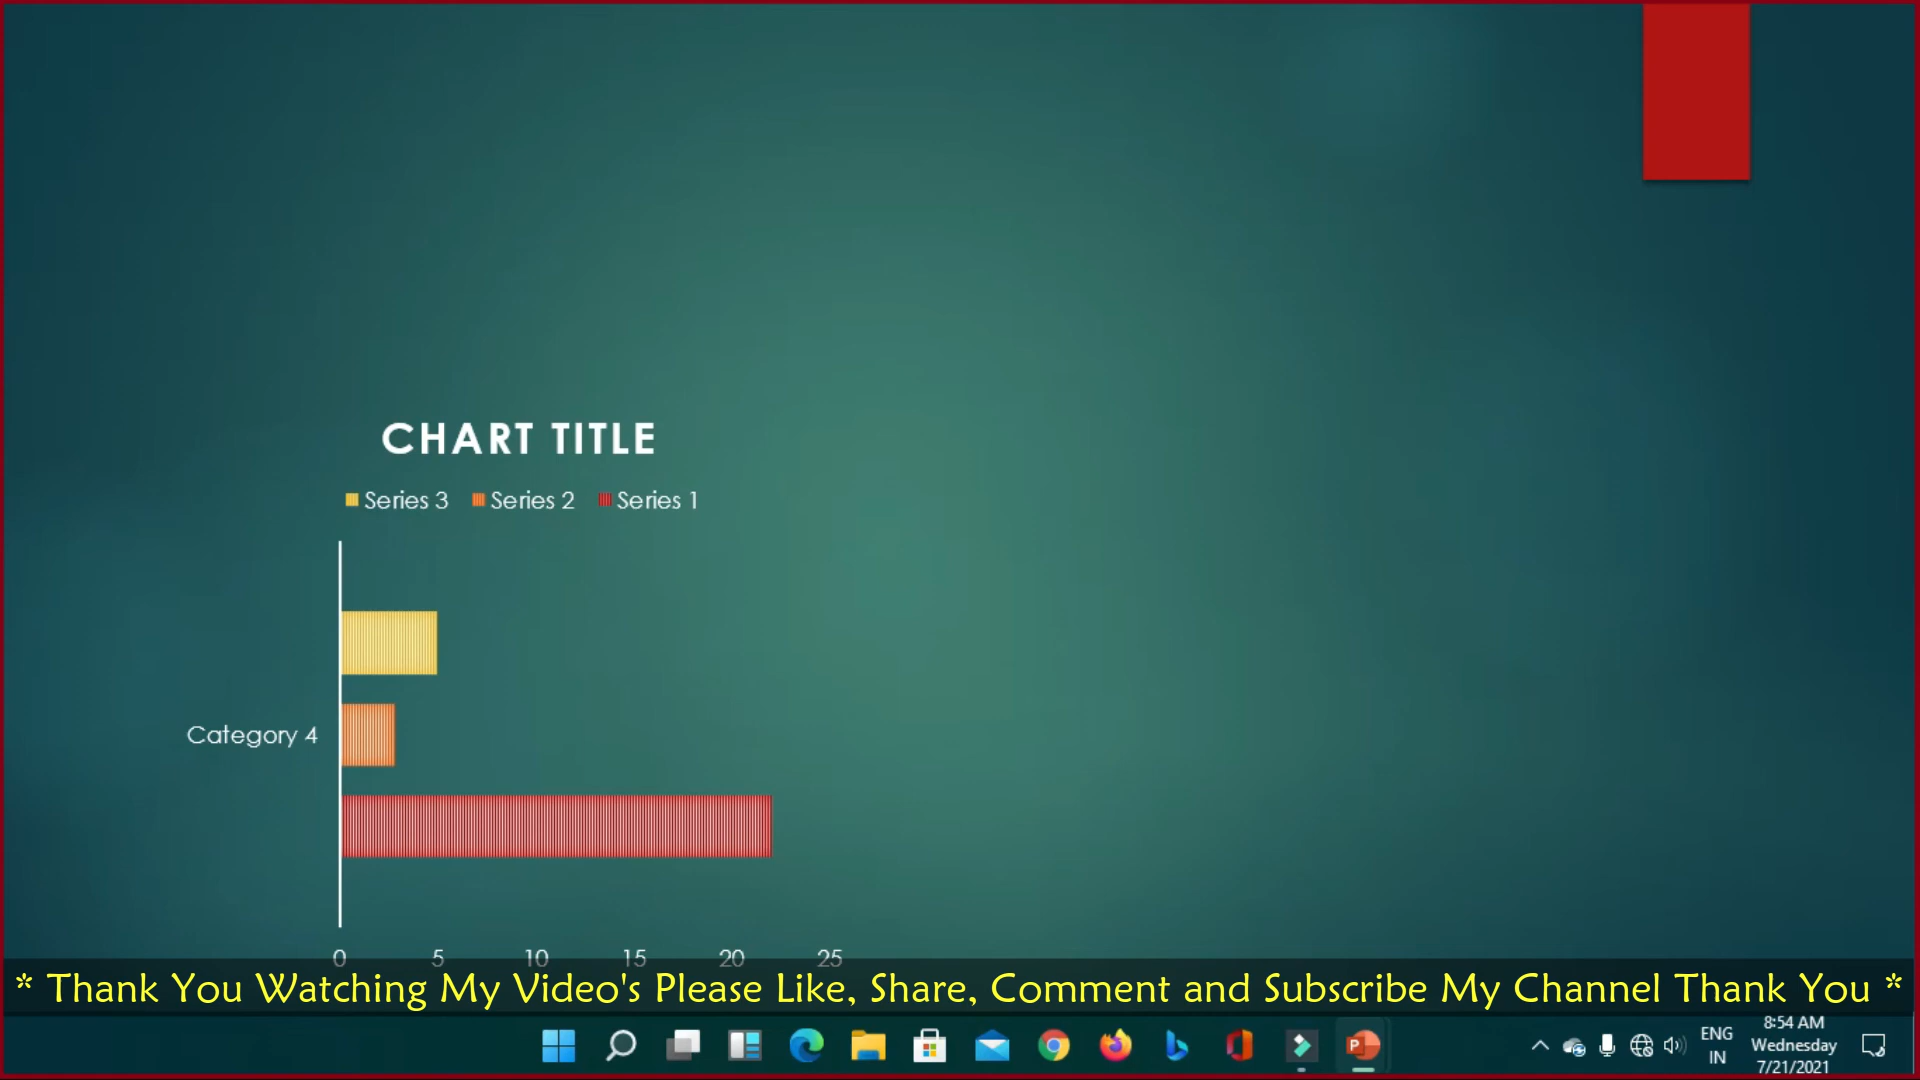 CHART TITLE
Series 3 Series 2 Series 1
Category 4
0 5 10 15 20 25
* Thank You Watching My Video's Please Like, Share, Comment and Subscribe My Channel Thank You *
ENG
IN
8:54 AM
Wednesday
7/21/2021